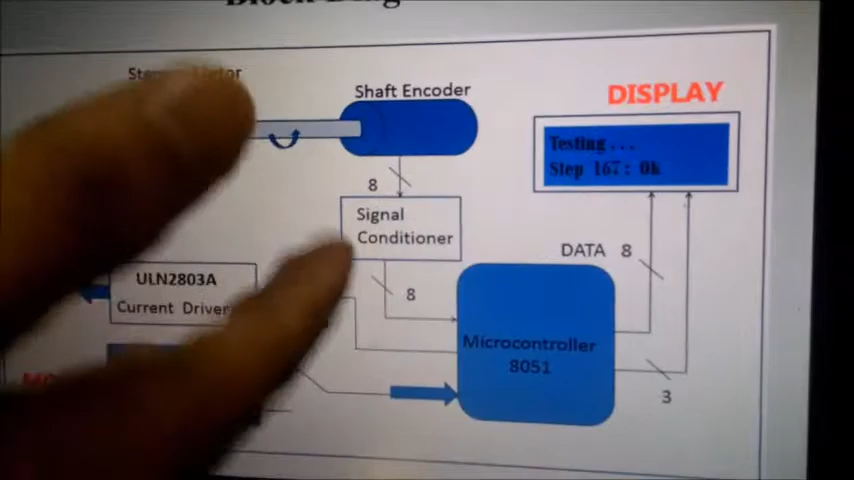 Shaft Encoder
DISPLAY
Testing...
Step 167: Ok
8
Signal
Conditioner
DATA 8
ULN2803A
Current Driver
8
Microcontroller
8051
3